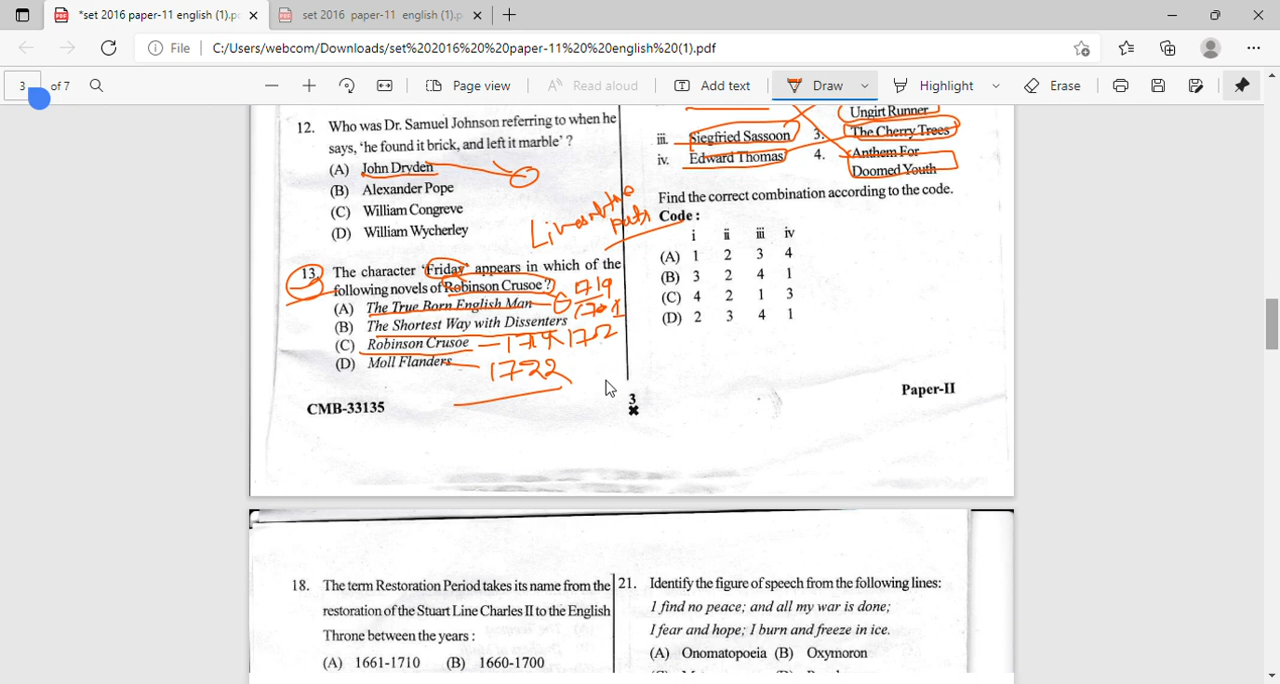 *set 2016 paper-11 english (1).p
set 2016 paper-11 english (1).p
File
C:/Users/webcom/Downloads/set%202016%20%20paper-11%20%20english%20(1).pdf
3
of 7
Page view
Read aloud
Add text
Draw
Highlight
Erase
12. Who was Dr. Samuel Johnson referring to when he
says, 'he found it brick, and left it marble' ?
(A) John Dryden
(B) Alexander Pope
(C) William Congreve
(D) William Wycherley
13. The character 'Friday' appears in which of the
following novels of Robinson Crusoe?
1719
(A) The True Born English Man
1701
(B) The Shortest Way with Dissenters
1702
(C) Robinson Crusoe
(D) Moll Flanders
1722
CMB-33135
3
Ungirt Runner
iii. Siegfried Sassoon 3. The Cherry Trees
iv. Edward Thomas 4. Anthem For
Doomed Youth
Find the correct combination according to the code.
Code :
i ii iii iv
(A) 1 2 3 4
(B) 3 2 4 1
(C) 4 2 1 3
(D) 2 3 4 1
Paper-II
18. The term Restoration Period takes its name from the
restoration of the Stuart Line Charles II to the English
Throne between the years :
(A) 1661-1710 (B) 1660-1700
21. Identify the figure of speech from the following lines:
I find no peace; and all my war is done;
I fear and hope; I burn and freeze in ice.
(A) Onomatopoeia (B) Oxymoron